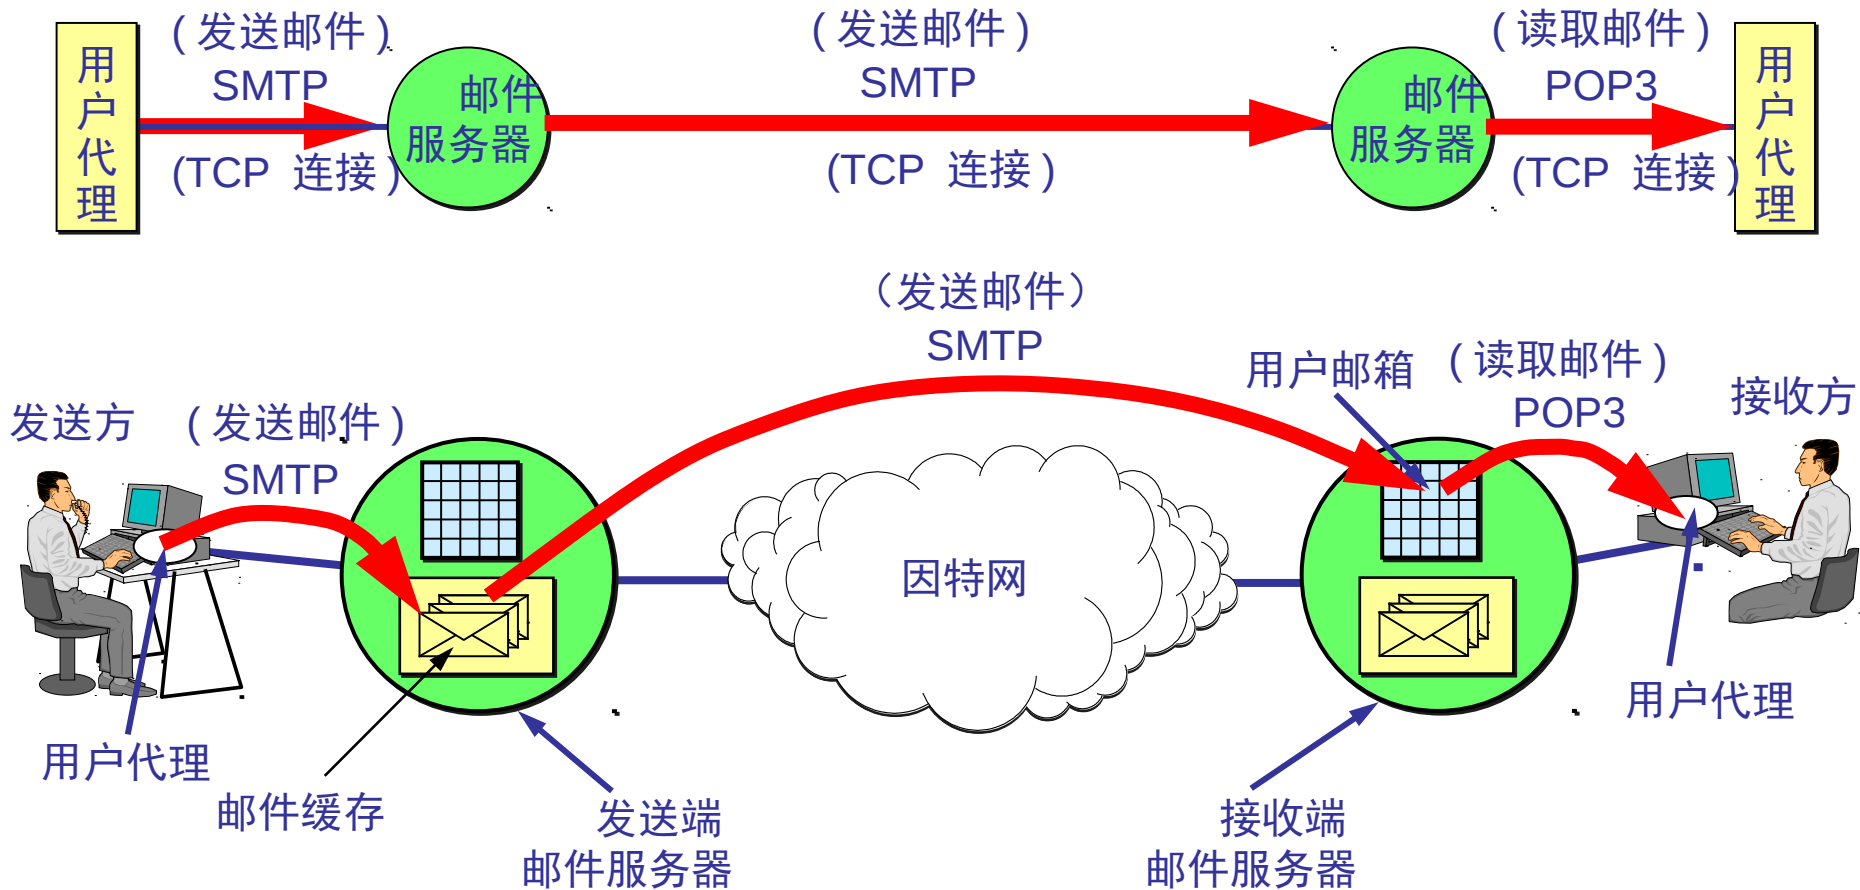 用户代理
( 发送邮件 )
SMTP
(TCP 连接 )
邮件
服务器
( 发送邮件 )
SMTP
(TCP 连接 )
邮件
服务器
( 读取邮件 )
POP3
(TCP 连接 )
用户代理
（发送邮件）
SMTP
用户邮箱
( 读取邮件 )
POP3
接收方
发送方
( 发送邮件 )
SMTP
因特网
用户代理
用户代理
邮件缓存
发送端
邮件服务器
接收端
邮件服务器